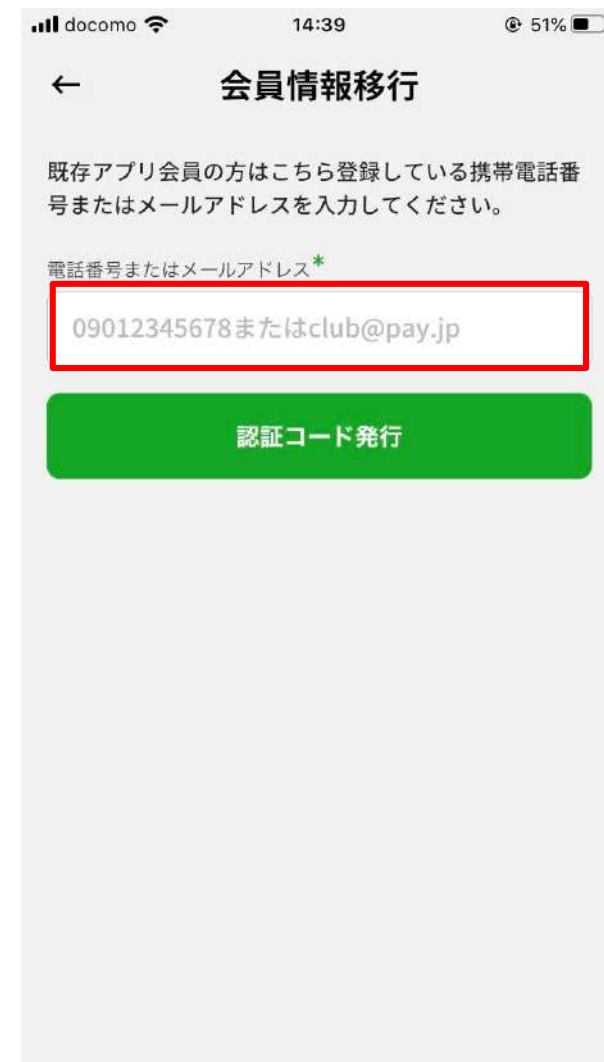 docomo 14:39 51%
← 会員情報移行
既存アプリ会員の方はこちら登録している携帯電話番
号またはメールアドレスを入力してください。
電話番号またはメールアドレス*
09012345678またはclub@pay.jp
認証コード発行